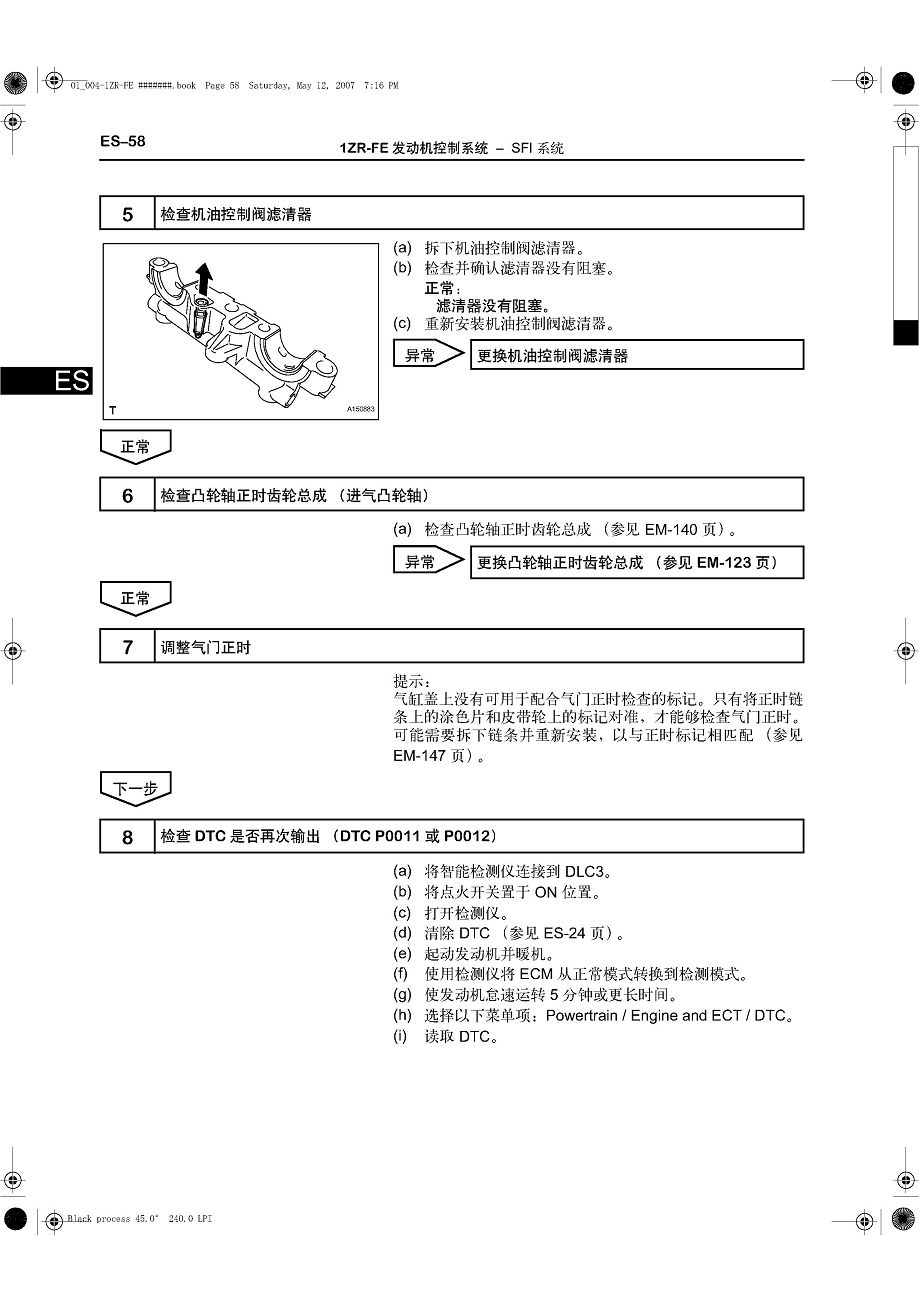 01_004-1ZR-FE #######.book Page 58 Saturday, May 12, 2007 7:16 PM
ES–58
1ZR-FE 发动机控制系统 – SFI 系统
5 检查机油控制阀滤清器
(a) 拆下机油控制阀滤清器。
(b) 检查并确认滤清器没有阻塞。
正常：
滤清器没有阻塞。
(c) 重新安装机油控制阀滤清器。
异常 更换机油控制阀滤清器
ES
T A150883
正常
6 检查凸轮轴正时齿轮总成 （进气凸轮轴）
(a) 检查凸轮轴正时齿轮总成 （参见 EM-140 页）。
异常 更换凸轮轴正时齿轮总成 （参见 EM-123 页）
正常
7 调整气门正时
提示：
气缸盖上没有可用于配合气门正时检查的标记。只有将正时链
条上的涂色片和皮带轮上的标记对准，才能够检查气门正时。
可能需要拆下链条并重新安装，以与正时标记相匹配 （参见
EM-147 页）。
下一步
8 检查 DTC 是否再次输出 （DTC P0011 或 P0012）
(a) 将智能检测仪连接到 DLC3。
(b) 将点火开关置于 ON 位置。
(c) 打开检测仪。
(d) 清除 DTC （参见 ES-24 页）。
(e) 起动发动机并暖机。
(f) 使用检测仪将 ECM 从正常模式转换到检测模式。
(g) 使发动机怠速运转 5 分钟或更长时间。
(h) 选择以下菜单项：Powertrain / Engine and ECT / DTC。
(i) 读取 DTC。
Black process 45.0° 240.0 LPI